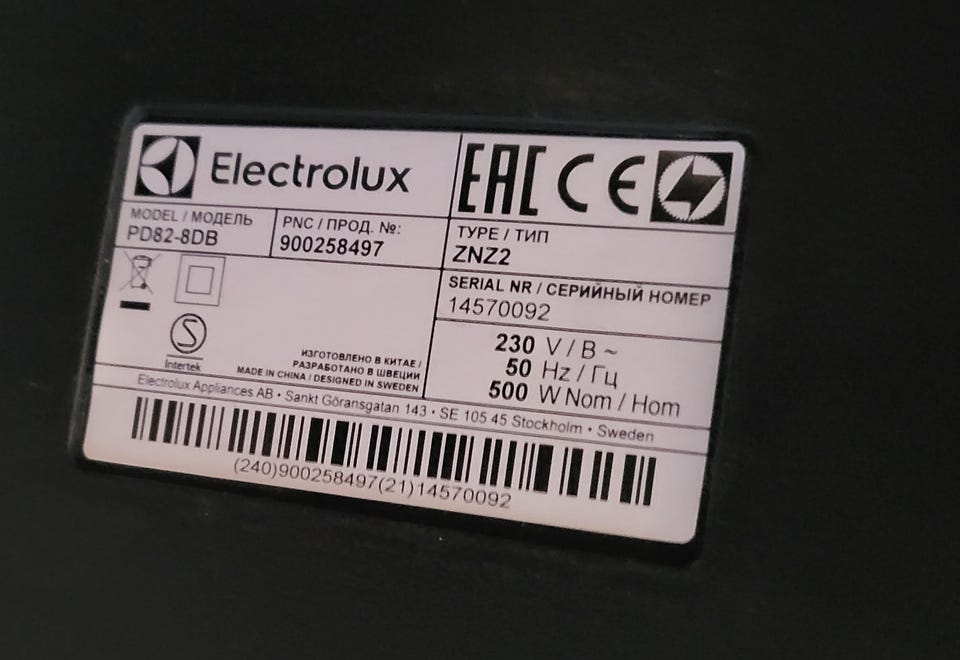 Electrolux
EAC CE
MODEL / МОДЕЛЬ
PD82-8DB
PNC / ПРОД. №:
900258497
TYPE / ТИП
ZNZ2
SERIAL NR / СЕРИЙНЫЙ НОМЕР
14570092
S
Intertek
ИЗГОТОВЛЕНО В КИТАЕ /
РАЗРАБОТАНО В ШВЕЦИИ
MADE IN CHINA / DESIGNED IN SWEDEN
230 V / В ~
50 Hz / Гц
500 W Nom / Ном
Electrolux Appliances AB • Sankt Göransgatan 143 • SE 105 45 Stockholm • Sweden
(240)900258497(21)14570092